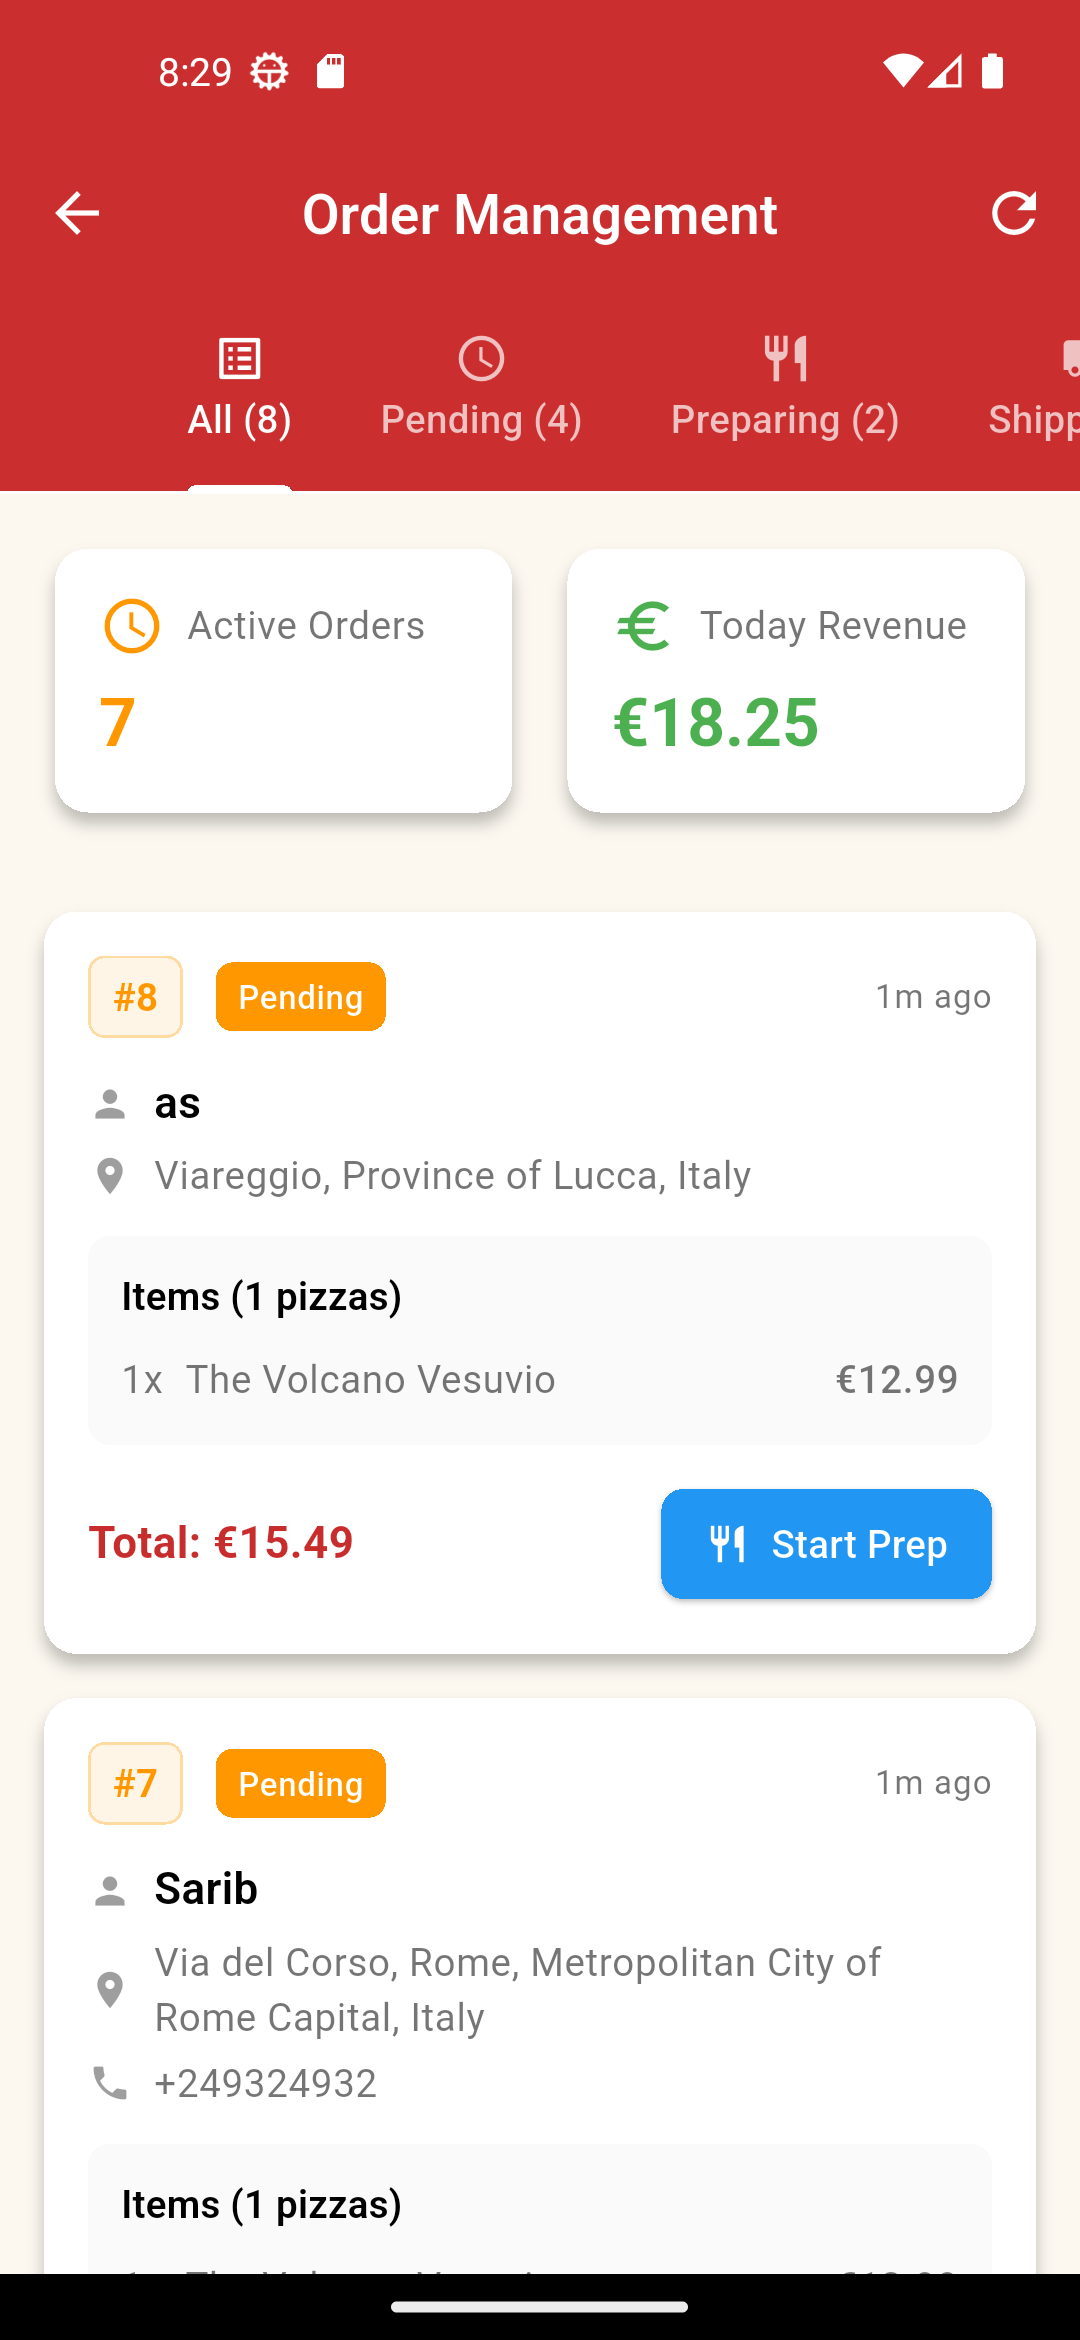 8:29
Order Management
All (8)
Pending (4)
Preparing (2)
Active Orders
7
Today Revenue
€18.25
#8
Pending
1m ago
as
Viareggio, Province of Lucca, Italy
Items (1 pizzas)
1x The Volcano Vesuvio €12.99
Total: €15.49
Start Prep
#7
Pending
1m ago
Sarib
Via del Corso, Rome, Metropolitan City of
Rome Capital, Italy
+249324932
Items (1 pizzas)